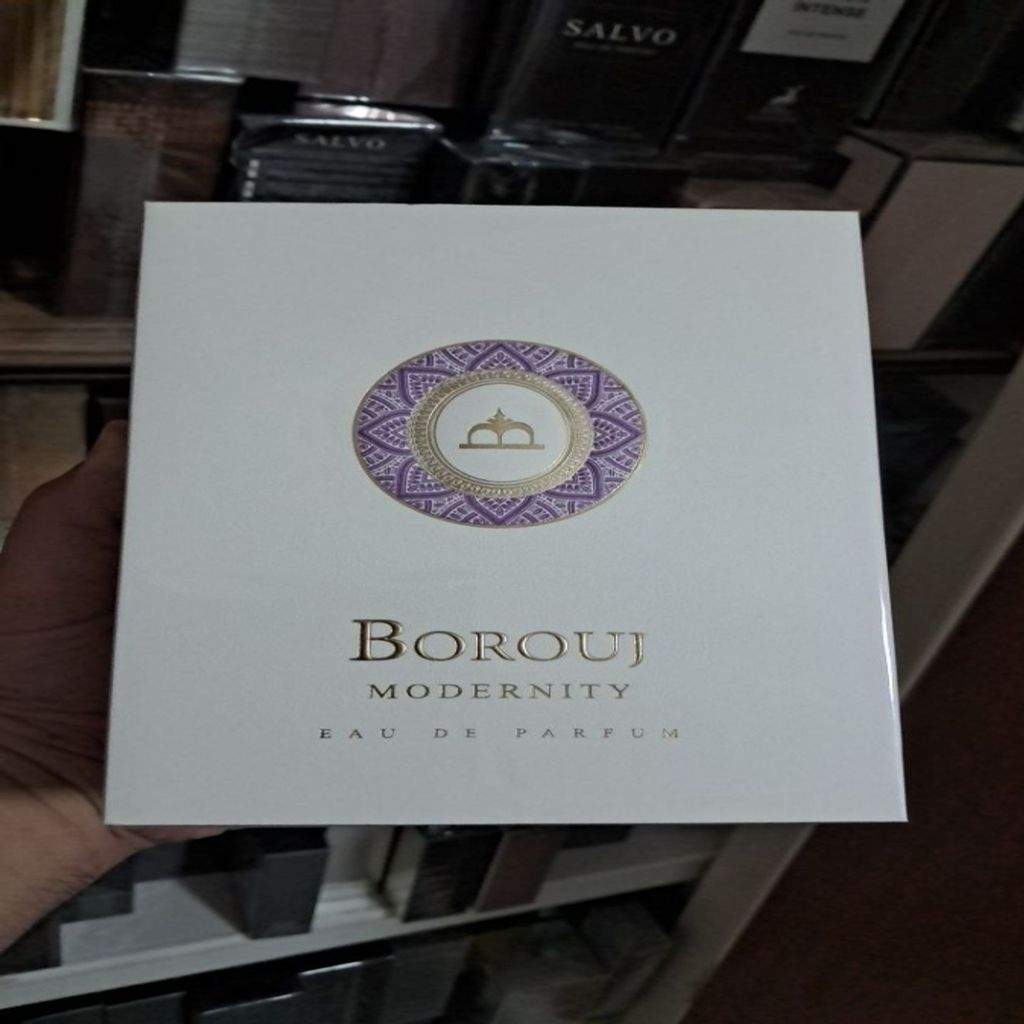 SALVO
INTENSE
SALVO
BOROUJ
MODERNITY
EAU DE PARFUM